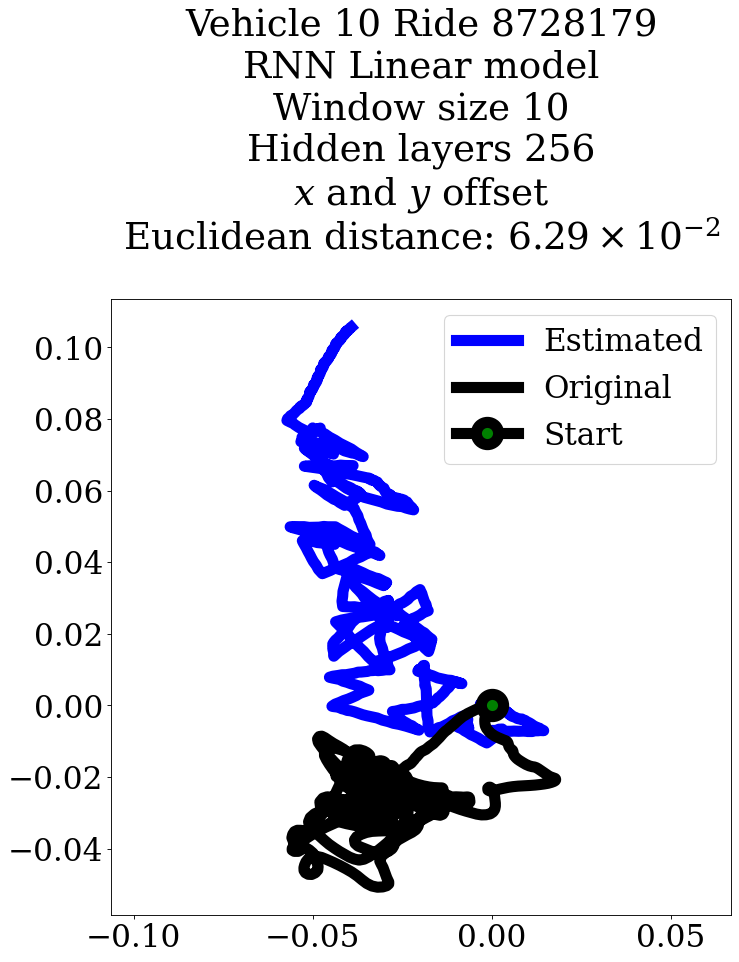 Vehicle 10 Ride 8728179
RNN Linear model
Window size 10
Hidden layers 256
x and y offset
Euclidean distance: 6.29 × 10⁻²
Estimated
Original
Start
0.10
0.08
0.06
0.04
0.02
0.00
−0.02
−0.04
−0.10
−0.05
0.00
0.05